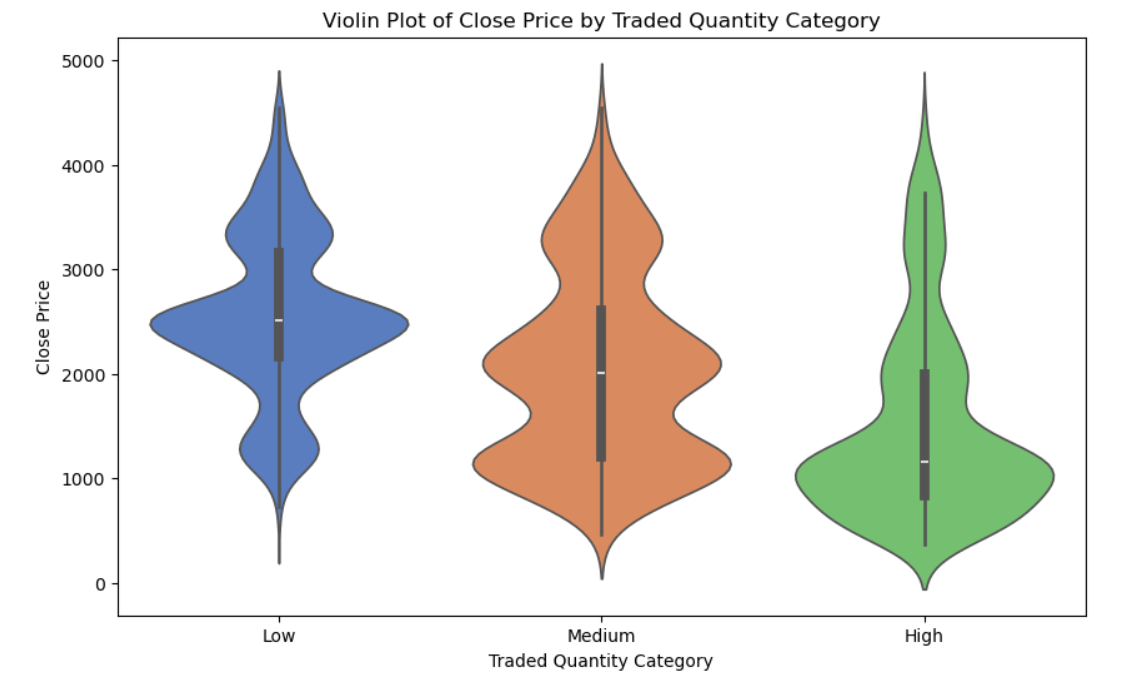 Violin Plot of Close Price by Traded Quantity Category
5000
4000
3000
2000
1000
0
Close Price
Low Medium High
Traded Quantity Category